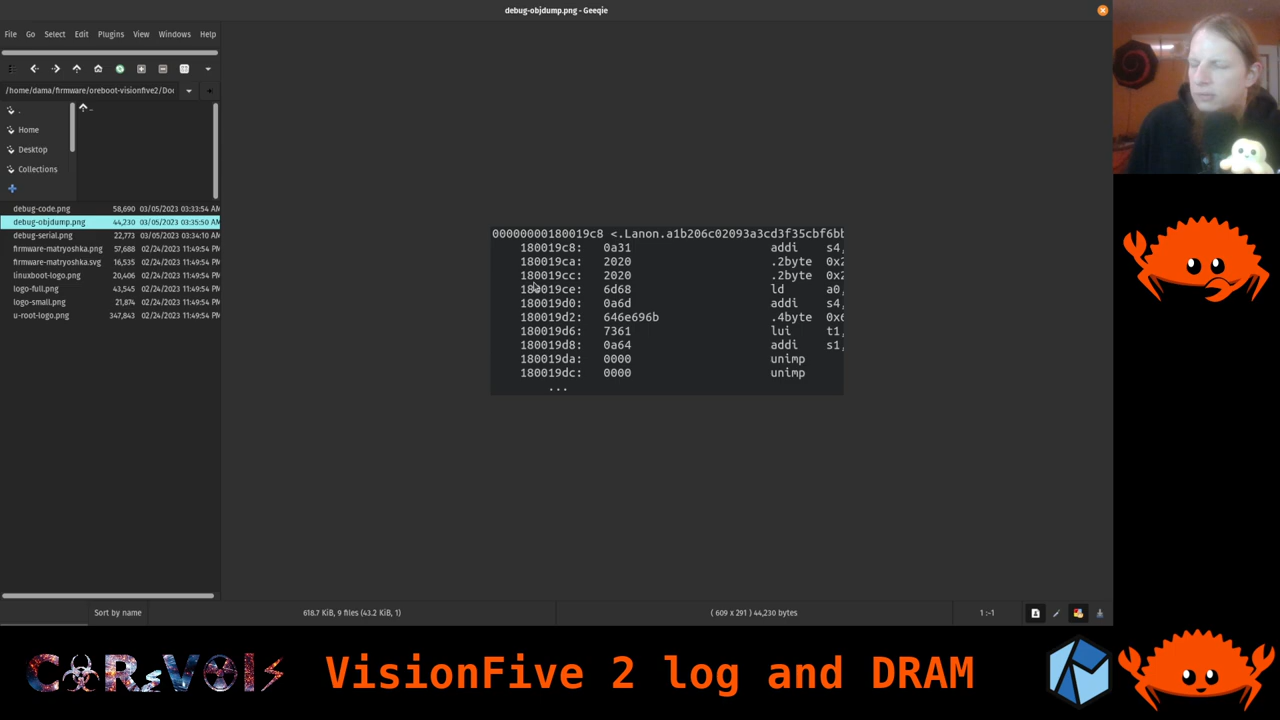 debug-objdump.png - Geeqie
File Go Select Edit Plugins View Windows Help
/home/dama/firmware/oreboot-visionfive2/Doc
.
..
Home
Desktop
Collections
debug-code.png 58,690 03/05/2023 03:33:54 AM
debug-objdump.png 44,230 03/05/2023 03:35:50 AM
debug-serial.png 22,773 03/05/2023 03:34:10 AM
firmware-matryoshka.png 57,688 02/24/2023 11:49:54 PM
firmware-matryoshka.svg 16,535 02/24/2023 11:49:54 PM
linuxboot-logo.png 20,406 02/24/2023 11:49:54 PM
logo-full.png 43,545 02/24/2023 11:49:54 PM
logo-small.png 21,874 02/24/2023 11:49:54 PM
u-root-logo.png 347,843 02/24/2023 11:49:54 PM
00000000180019c8 <.Lanon.a1b206c02093a3cd3f35cbf6bb
180019c8: 0a31 addi s4,
180019ca: 2020 .2byte 0x2
180019cc: 2020 .2byte 0x2
180019ce: 6d68 ld a0,
180019d0: 0a6d addi s4,
180019d2: 646e696b .4byte 0x6
180019d6: 7361 lui t1,
180019d8: 0a64 addi s1,
180019da: 0000 unimp
180019dc: 0000 unimp
...
Sort by name
618.7 KiB, 9 files (43.2 KiB, 1)
( 609 x 291 ) 44,230 bytes
1 :-1
VisionFive 2 log and DRAM